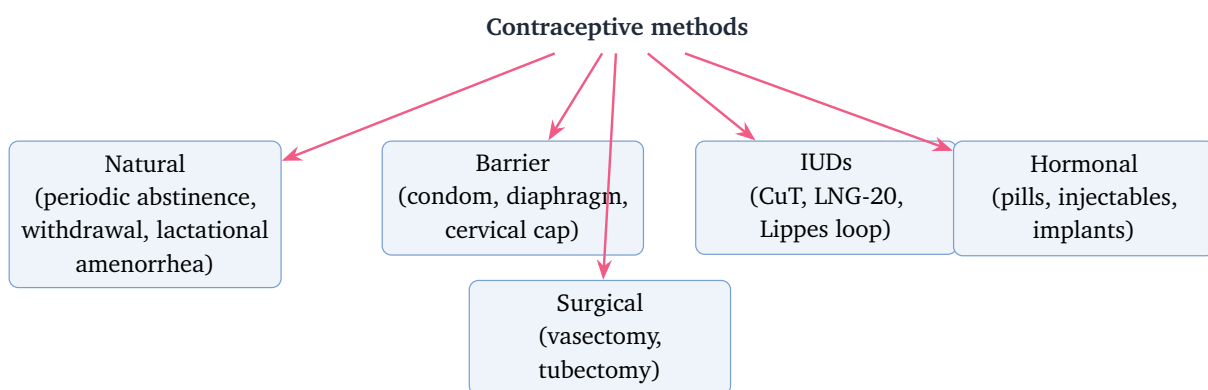 Contraceptive methods
Natural
(periodic abstinence,
withdrawal, lactational
amenorrhea)
Barrier
(condom, diaphragm,
cervical cap)
IUDs
(CuT, LNG-20,
Lippes loop)
Hormonal
(pills, injectables,
implants)
Surgical
(vasectomy,
tubectomy)